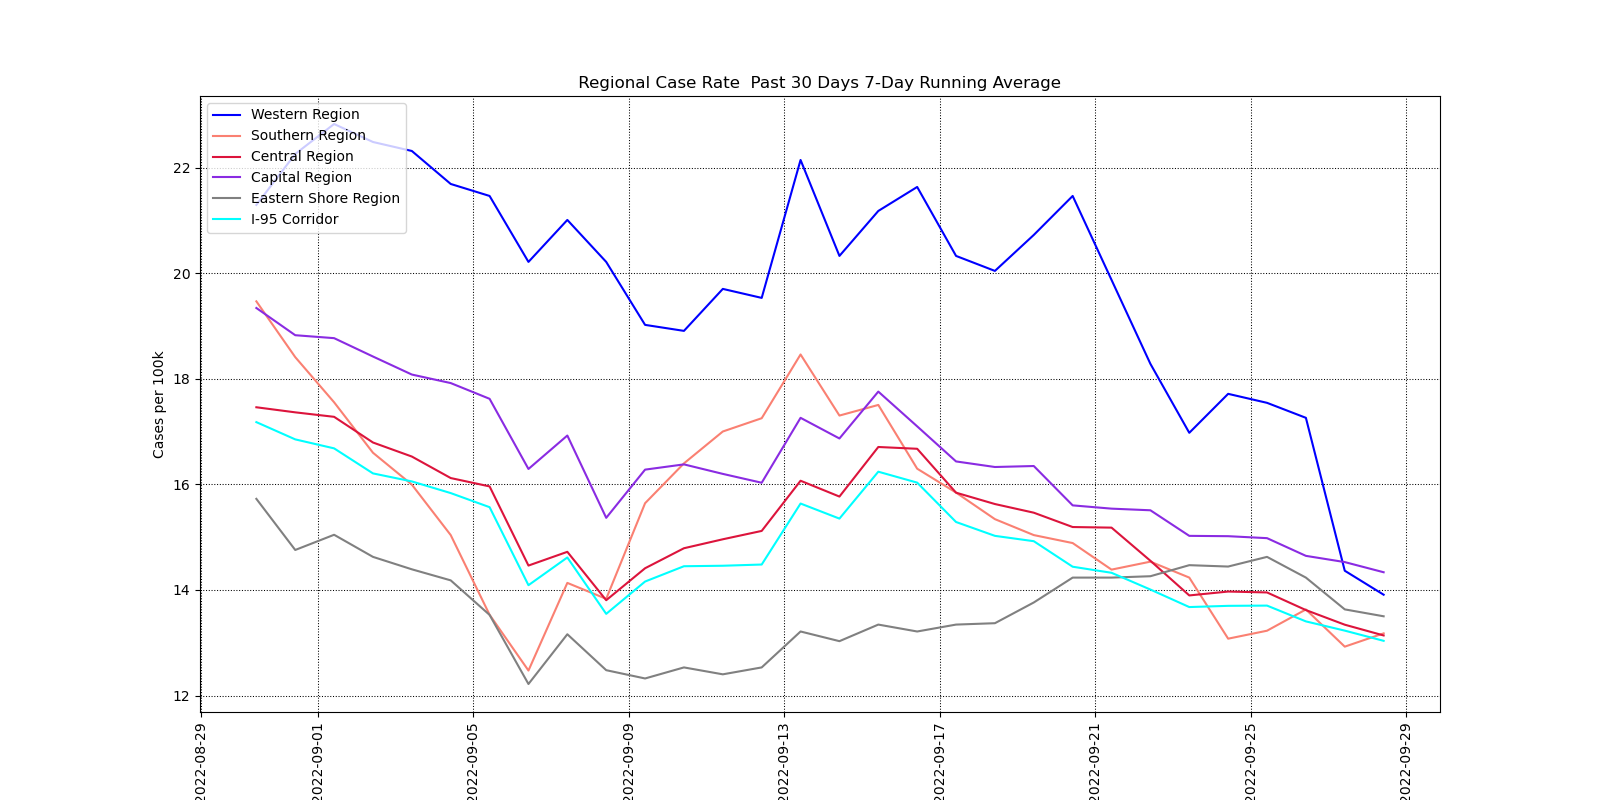 Regional Case Rate  Past 30 Days 7-Day Running Average
Western Region
Southern Region
Central Region
Capital Region
Eastern Shore Region
I-95 Corridor
Cases per 100k
22
20
18
16
14
12
2022-08-29
2022-09-01
2022-09-05
2022-09-09
2022-09-13
2022-09-17
2022-09-21
2022-09-25
2022-09-29